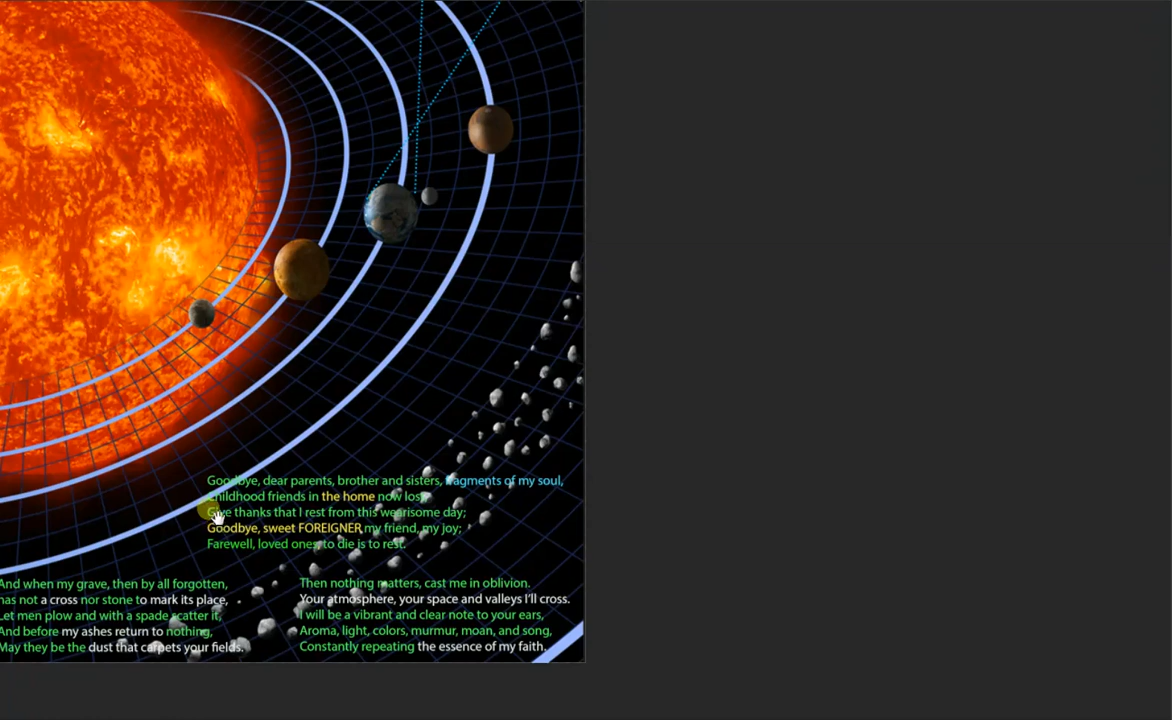 Goodbye, dear parents, brother and sisters, fragments of my soul,
Childhood friends in the home now lost,
Give thanks that I rest from this wearisome day;
Goodbye, sweet FOREIGNER my friend, my joy;
Farewell, loved ones, to die is to rest.
And when my grave, then by all forgotten,
has not a cross nor stone to mark its place,
Let men plow and with a spade scatter it,
And before my ashes return to nothing,
May they be the dust that carpets your fields.
Then nothing matters, cast me in oblivion.
Your atmosphere, your space and valleys I'll cross.
I will be a vibrant and clear note to your ears,
Aroma, light, colors, murmur, moan, and song,
Constantly repeating the essence of my faith.